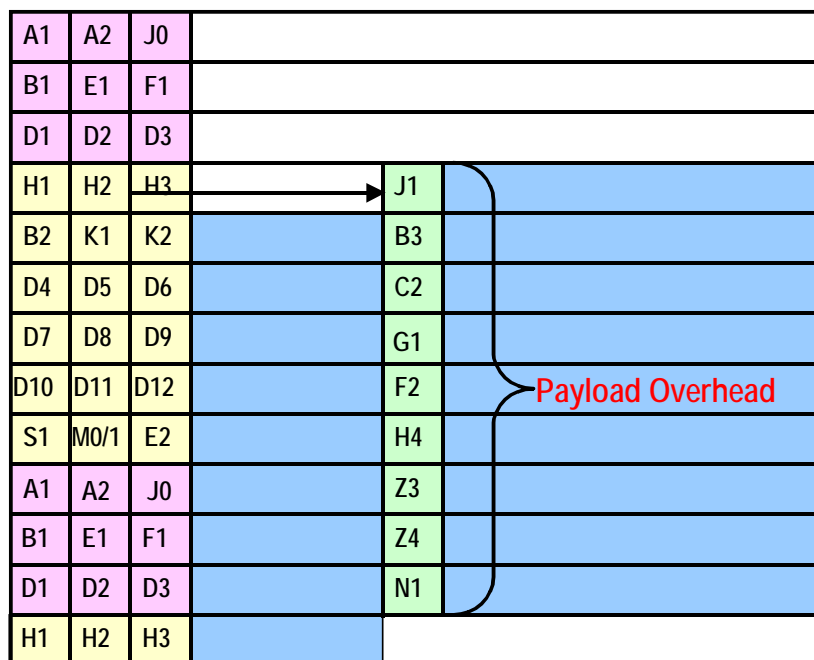 A1 A2 J0
B1 E1 F1
D1 D2 D3
H1 H2 H3 J1
B2 K1 K2 B3
D4 D5 D6 C2
D7 D8 D9 G1
D10 D11 D12 F2 Payload Overhead
S1 M0/1 E2 H4
A1 A2 J0 Z3
B1 E1 F1 Z4
D1 D2 D3 N1
H1 H2 H3